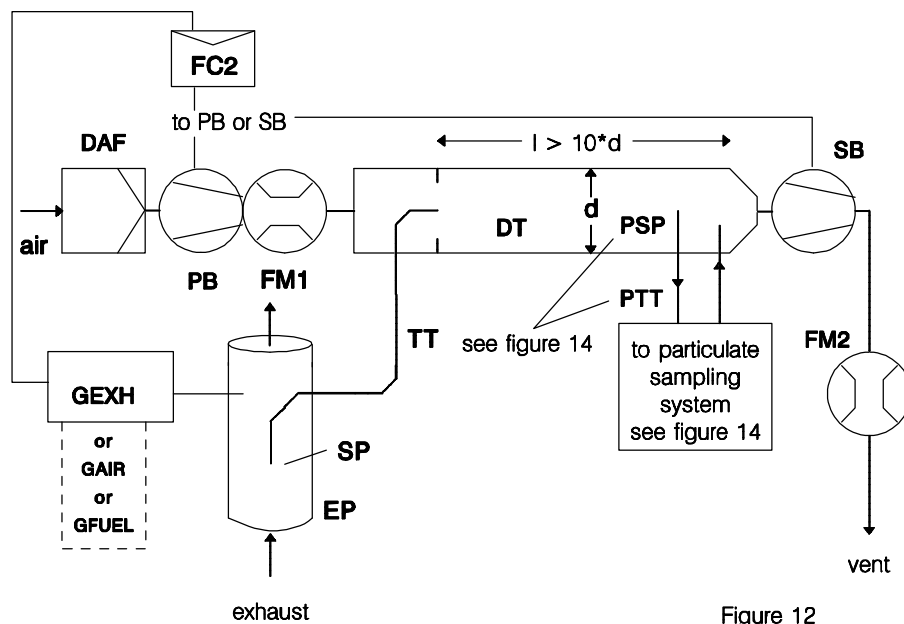 FC2
to PB or SB
DAF
l > 10*d
SB
air
d
DT
PSP
PB
FM1
PTT
TT
see figure 14
FM2
to particulate
sampling
system
see figure 14
GEXH
or
GAIR
or
GFUEL
SP
EP
vent
exhaust
Figure 12